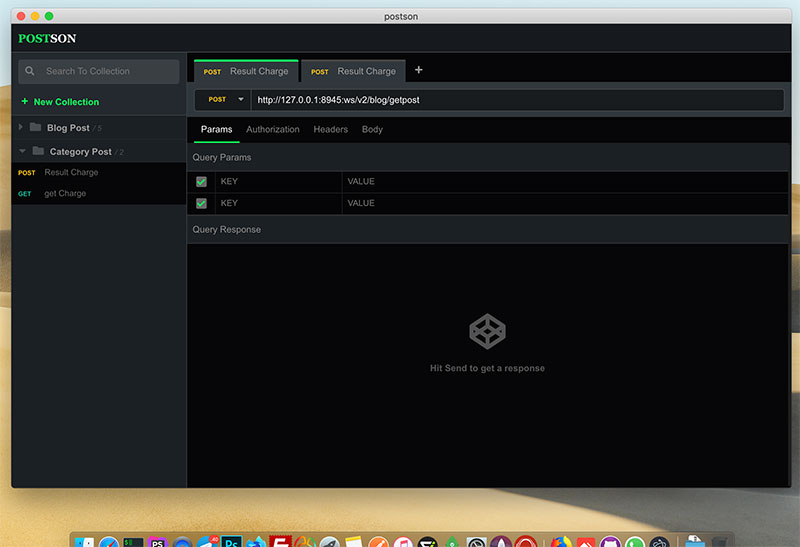 postson
POSTSON
Search To Collection
New Collection
Blog Post / 5
Category Post / 2
POST Result Charge
GET get Charge
POST Result Charge
POST Result Charge
POST
http://127.0.0.1:8945:ws/v2/blog/getpost
Params Authorization Headers Body
Query Params
KEY VALUE
KEY VALUE
Query Response
Hit Send to get a response
PS
Ps